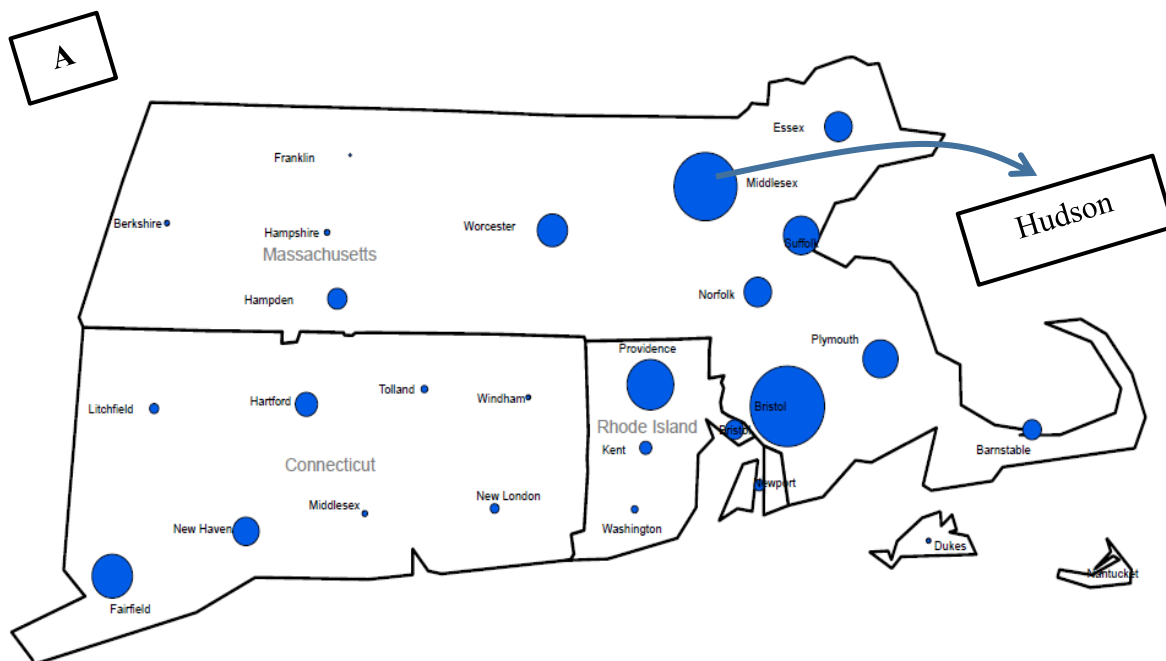 A
Essex
Franklin
Middlesex
Hudson
Berkshire
Hampshire
Worcester
Suffolk
Massachusetts
Hampden
Norfolk
Plymouth
Providence
Tolland
Windham
Hartford
Litchfield
Bristol
Rhode Island
Bristol
Kent
Barnstable
Connecticut
Newport
New London
Middlesex
New Haven
Washington
Dukes
Nantucket
Fairfield